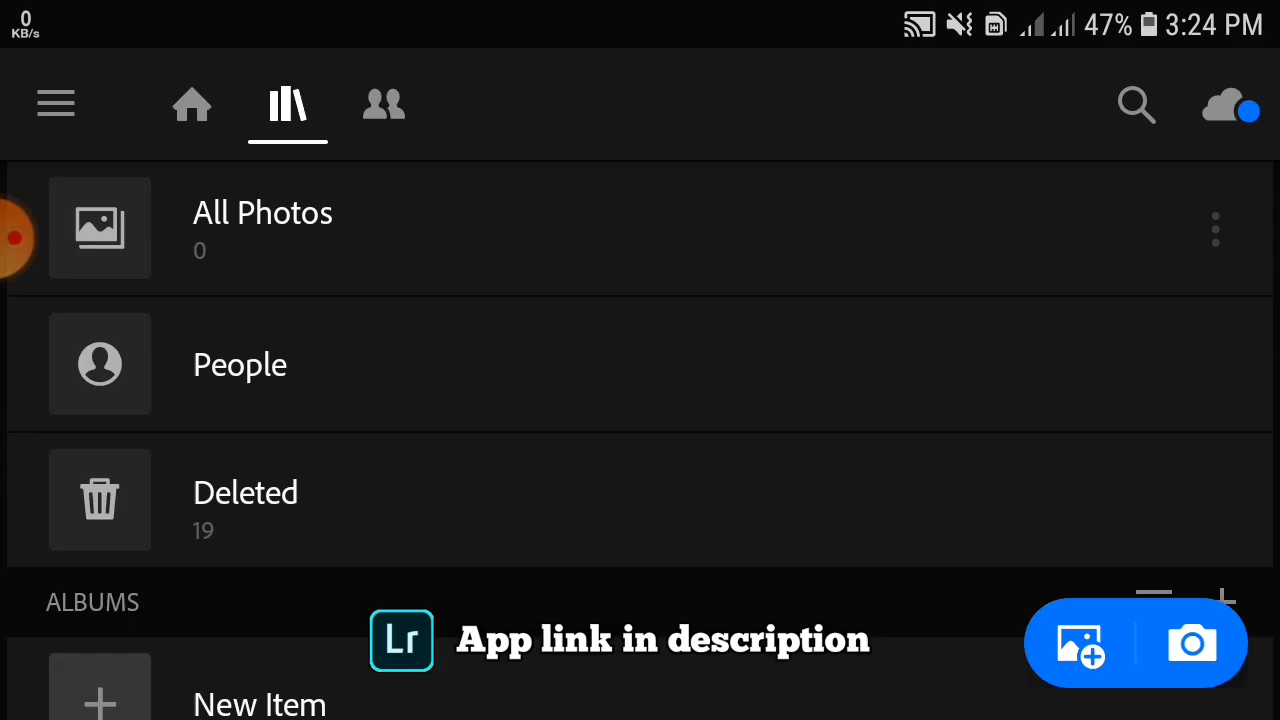 0
KB/s
47% 3:24 PM
All Photos
0
People
Deleted
19
ALBUMS
Lr App link in description
New Item